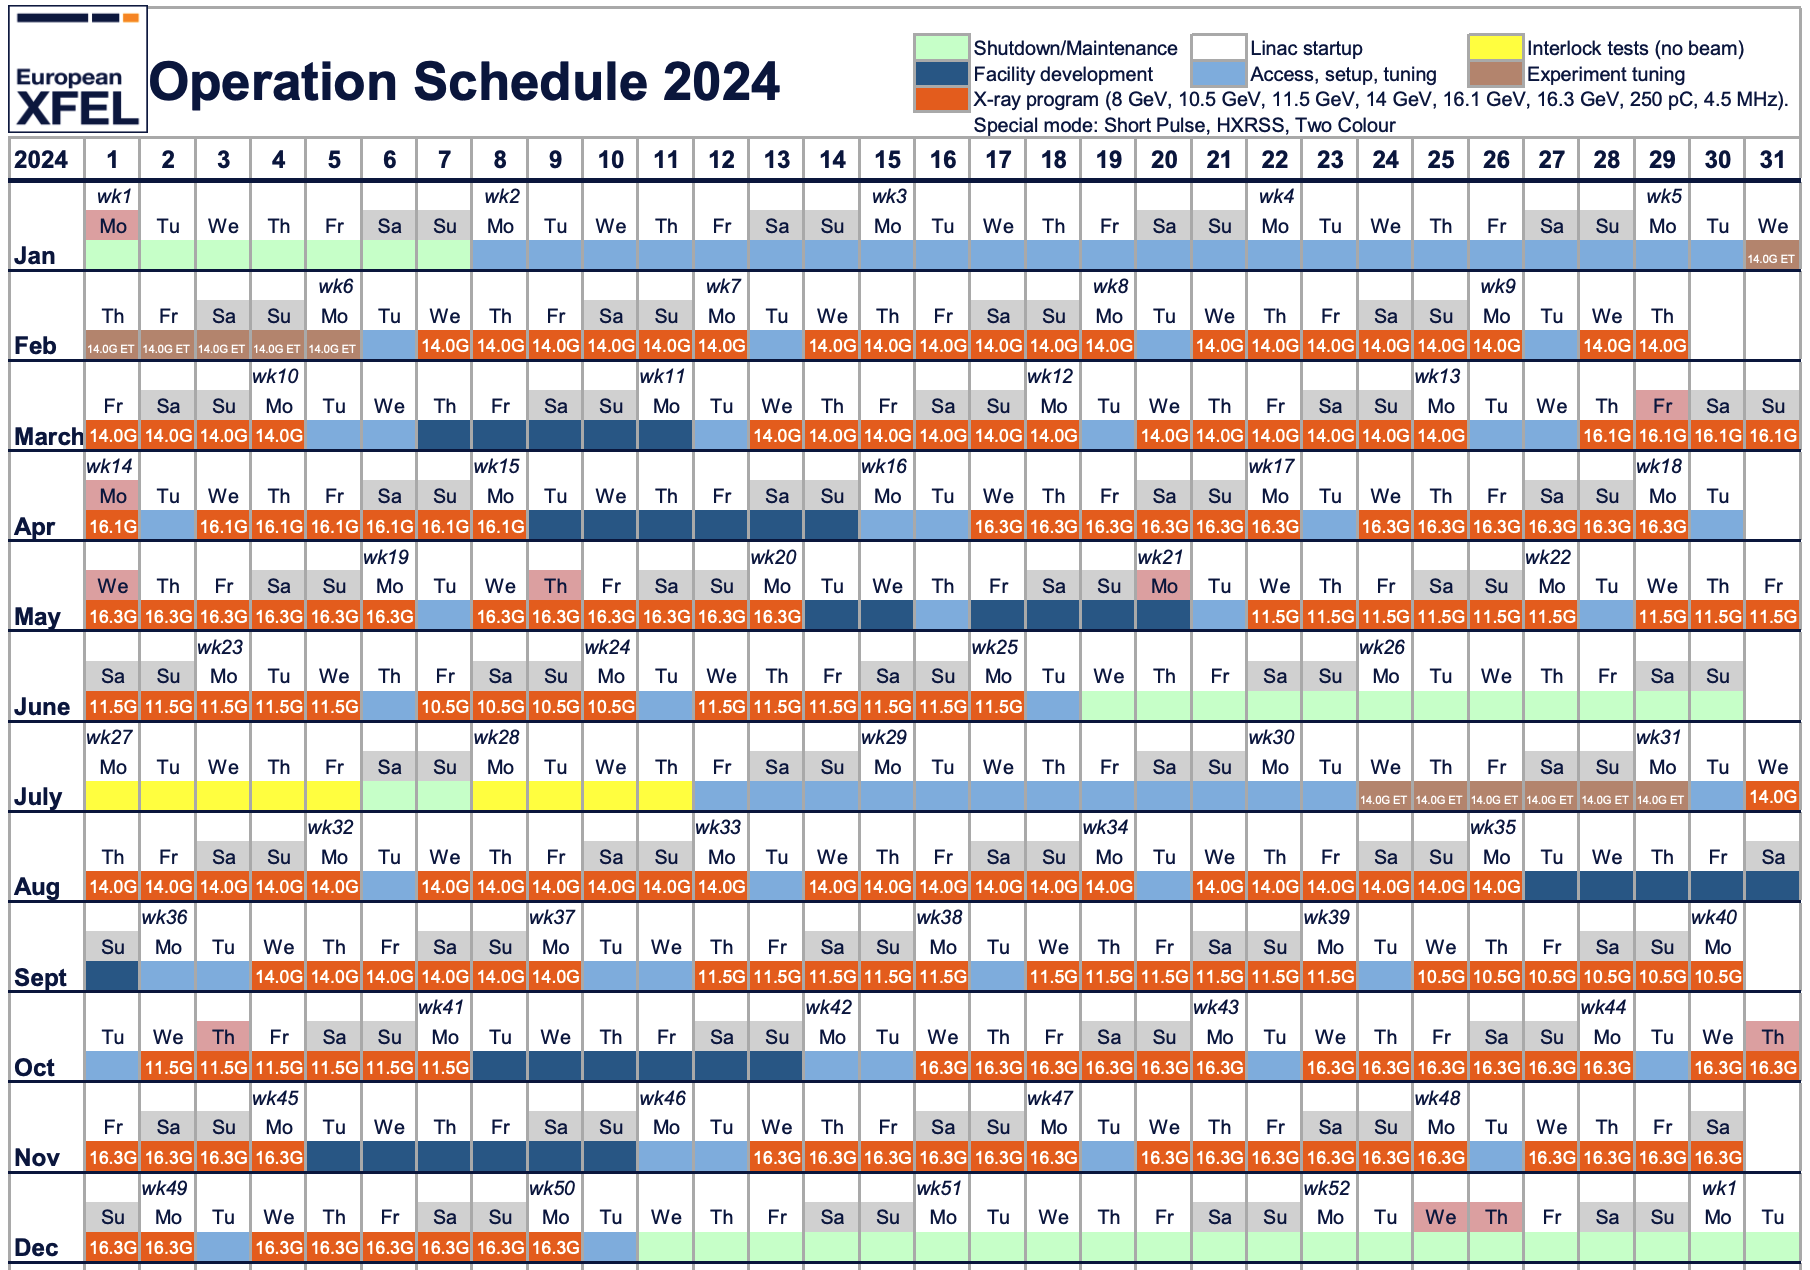 European
XFEL
Operation Schedule 2024
Shutdown/Maintenance Linac startup Interlock tests (no beam)
Facility development Access, setup, tuning Experiment tuning
X-ray program (8 GeV, 10.5 GeV, 11.5 GeV, 14 GeV, 16.1 GeV, 16.3 GeV, 250 pC, 4.5 MHz).
Special mode: Short Pulse, HXRSS, Two Colour
2024 1 2 3 4 5 6 7 8 9 10 11 12 13 14 15 16 17 18 19 20 21 22 23 24 25 26 27 28 29 30 31
wk1 wk2 wk3 wk4 wk5
Mo Tu We Th Fr Sa Su Mo Tu We Th Fr Sa Su Mo Tu We Th Fr Sa Su Mo Tu We Th Fr Sa Su Mo Tu We
Jan 14.0G ET
wk6 wk7 wk8 wk9
Th Fr Sa Su Mo Tu We Th Fr Sa Su Mo Tu We Th Fr Sa Su Mo Tu We Th Fr Sa Su Mo Tu We Th
Feb 14.0G ET 14.0G ET 14.0G ET 14.0G ET 14.0G ET 14.0G 14.0G 14.0G 14.0G 14.0G 14.0G 14.0G 14.0G 14.0G 14.0G 14.0G 14.0G 14.0G 14.0G 14.0G 14.0G 14.0G 14.0G 14.0G 14.0G
wk10 wk11 wk12 wk13
Fr Sa Su Mo Tu We Th Fr Sa Su Mo Tu We Th Fr Sa Su Mo Tu We Th Fr Sa Su Mo Tu We Th Fr Sa Su
March 14.0G 14.0G 14.0G 14.0G 14.0G 14.0G 14.0G 14.0G 14.0G 14.0G 14.0G 14.0G 14.0G 14.0G 14.0G 14.0G 16.1G 16.1G 16.1G 16.1G
wk14 wk15 wk16 wk17 wk18
Mo Tu We Th Fr Sa Su Mo Tu We Th Fr Sa Su Mo Tu We Th Fr Sa Su Mo Tu We Th Fr Sa Su Mo Tu
Apr 16.1G 16.1G 16.1G 16.1G 16.1G 16.1G 16.1G 16.3G 16.3G 16.3G 16.3G 16.3G 16.3G 16.3G 16.3G 16.3G 16.3G 16.3G 16.3G
wk19 wk20 wk21 wk22
We Th Fr Sa Su Mo Tu We Th Fr Sa Su Mo Tu We Th Fr Sa Su Mo Tu We Th Fr Sa Su Mo Tu We Th Fr
May 16.3G 16.3G 16.3G 16.3G 16.3G 16.3G 16.3G 16.3G 16.3G 16.3G 16.3G 16.3G 11.5G 11.5G 11.5G 11.5G 11.5G 11.5G 11.5G 11.5G 11.5G
wk23 wk24 wk25 wk26
Sa Su Mo Tu We Th Fr Sa Su Mo Tu We Th Fr Sa Su Mo Tu We Th Fr Sa Su Mo Tu We Th Fr Sa Su
June 11.5G 11.5G 11.5G 11.5G 11.5G 10.5G 10.5G 10.5G 10.5G 11.5G 11.5G 11.5G 11.5G 11.5G 11.5G
wk27 wk28 wk29 wk30 wk31
Mo Tu We Th Fr Sa Su Mo Tu We Th Fr Sa Su Mo Tu We Th Fr Sa Su Mo Tu We Th Fr Sa Su Mo Tu We
July 14.0G ET 14.0G ET 14.0G ET 14.0G ET 14.0G ET 14.0G ET 14.0G
wk32 wk33 wk34 wk35
Th Fr Sa Su Mo Tu We Th Fr Sa Su Mo Tu We Th Fr Sa Su Mo Tu We Th Fr Sa Su Mo Tu We Th Fr Sa
Aug 14.0G 14.0G 14.0G 14.0G 14.0G 14.0G 14.0G 14.0G 14.0G 14.0G 14.0G 14.0G 14.0G 14.0G 14.0G 14.0G 14.0G 14.0G 14.0G 14.0G 14.0G 14.0G 14.0G
wk36 wk37 wk38 wk39 wk40
Su Mo Tu We Th Fr Sa Su Mo Tu We Th Fr Sa Su Mo Tu We Th Fr Sa Su Mo Tu We Th Fr Sa Su Mo
Sept 14.0G 14.0G 14.0G 14.0G 14.0G 14.0G 11.5G 11.5G 11.5G 11.5G 11.5G 11.5G 11.5G 11.5G 11.5G 11.5G 11.5G 10.5G 10.5G 10.5G 10.5G 10.5G 10.5G
wk41 wk42 wk43 wk44
Tu We Th Fr Sa Su Mo Tu We Th Fr Sa Su Mo Tu We Th Fr Sa Su Mo Tu We Th Fr Sa Su Mo Tu We Th
Oct 11.5G 11.5G 11.5G 11.5G 11.5G 11.5G 16.3G 16.3G 16.3G 16.3G 16.3G 16.3G 16.3G 16.3G 16.3G 16.3G 16.3G 16.3G 16.3G 16.3G
wk45 wk46 wk47 wk48
Fr Sa Su Mo Tu We Th Fr Sa Su Mo Tu We Th Fr Sa Su Mo Tu We Th Fr Sa Su Mo Tu We Th Fr Sa
Nov 16.3G 16.3G 16.3G 16.3G 16.3G 16.3G 16.3G 16.3G 16.3G 16.3G 16.3G 16.3G 16.3G 16.3G 16.3G 16.3G 16.3G 16.3G 16.3G 16.3G
wk49 wk50 wk51 wk52 wk1
Su Mo Tu We Th Fr Sa Su Mo Tu We Th Fr Sa Su Mo Tu We Th Fr Sa Su Mo Tu We Th Fr Sa Su Mo Tu
Dec 16.3G 16.3G 16.3G 16.3G 16.3G 16.3G 16.3G 16.3G